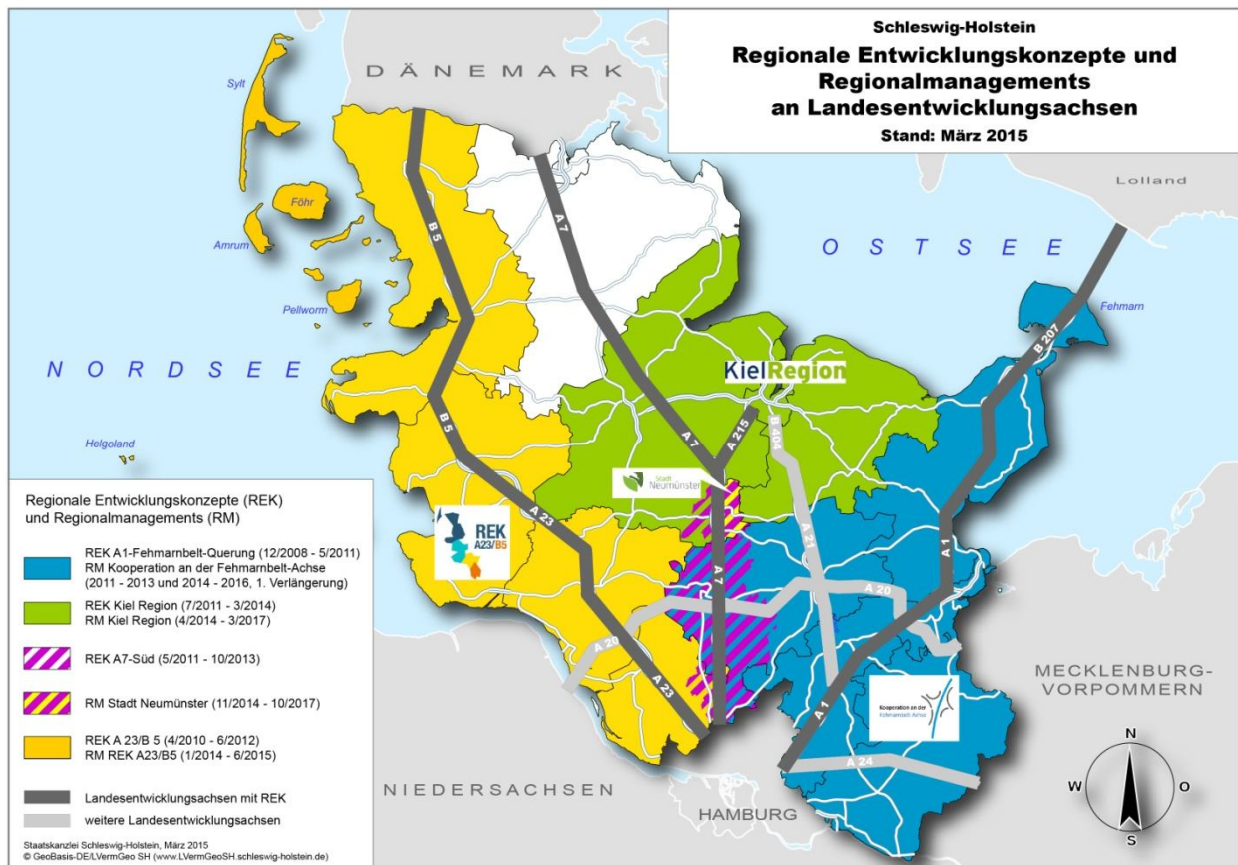 Schleswig-Holstein
Regionale Entwicklungskonzepte und
Regionalmanagements
an Landesentwicklungsachsen
Stand: März 2015
DÄNEMARK
Sylt
Föhr
Amrum
Pellworm
Lolland
OSTSEE
Fehmarn
NORDSEE
Helgoland
B 5
A 7
B 207
KielRegion
B 5
A 7
A 215
B 404
Stadt
Neumünster
A 23
REK
A23/B5
A 7
A 21
A 1
A 20
A 20
A 23
A 1
A 24
Kooperation an der
Fehmarnbelt-Achse
MECKLENBURG-
VORPOMMERN
NIEDERSACHSEN
HAMBURG
N
W
O
S
Regionale Entwicklungskonzepte (REK)
und Regionalmanagements (RM)
REK A1-Fehmarnbelt-Querung (12/2008 - 5/2011)
RM Kooperation an der Fehmarnbelt-Achse
(2011 - 2013 und 2014 - 2016, 1. Verlängerung)
REK Kiel Region (7/2011 - 3/2014)
RM Kiel Region (4/2014 - 3/2017)
REK A7-Süd (5/2011 - 10/2013)
RM Stadt Neumünster (11/2014 - 10/2017)
REK A 23/B 5 (4/2010 - 6/2012)
RM REK A23/B5 (1/2014 - 6/2015)
Landesentwicklungsachsen mit REK
weitere Landesentwicklungsachsen
Staatskanzlei Schleswig-Holstein, März 2015
© GeoBasis-DE/LVermGeo SH (www.LVermGeoSH.schleswig-holstein.de)